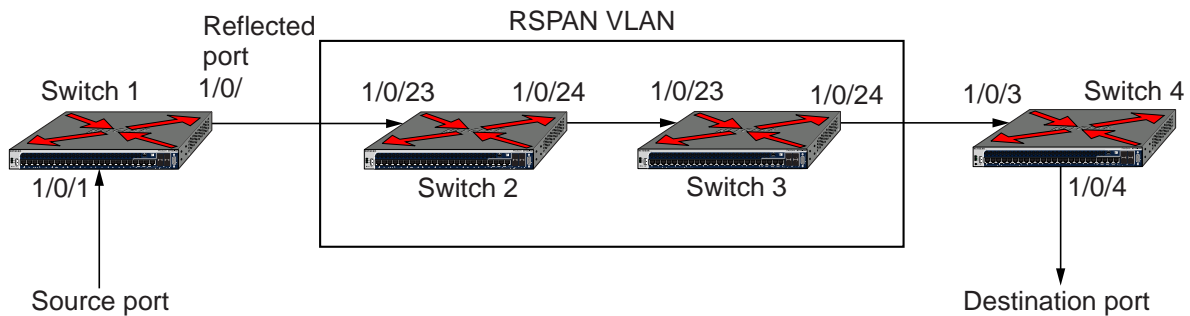 Reflected
port
1/0/
RSPAN VLAN
Switch 1
1/0/23
1/0/24
1/0/23
1/0/24
1/0/3
Switch 4
1/0/1
Switch 2
Switch 3
1/0/4
Source port
Destination port